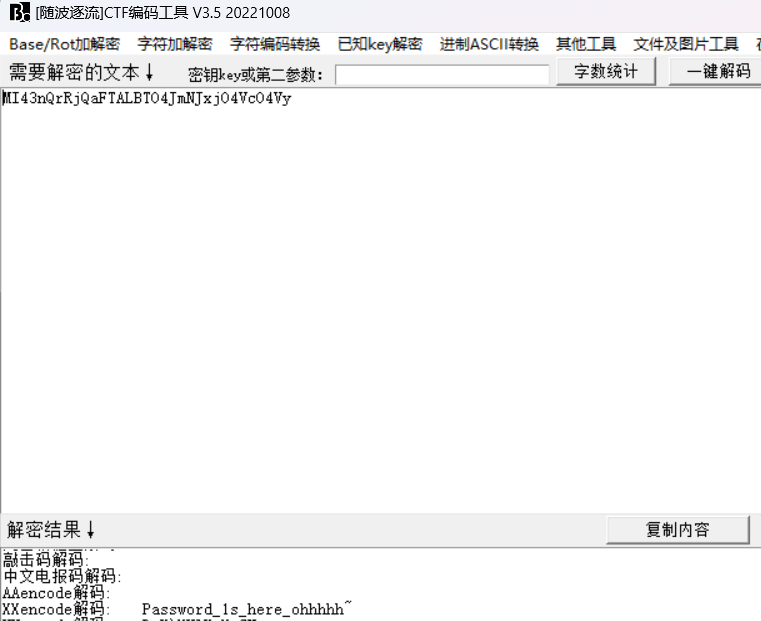 [随波逐流]CTF编码工具 V3.5 20221008
Base/Rot加解密 字符加解密 字符编码转换 已知key解密 进制ASCII转换 其他工具 文件及图片工具
需要解密的文本↓ 密钥key或第二参数: 字数统计 一键解码
MI43nQrRjQaFTALBTO4JmNJxjO4VcO4Vy
解密结果↓ 复制内容
敲击码解码:
中文电报码解码:
AAencode解码:
XXencode解码: Password_1s_here_ohhhhh~